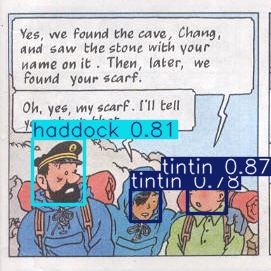 Yes, we found the cave, Chang,
and saw the stone with your
name on it. Then, later, we
found your scarf.
Oh, yes, my scarf. I'll tell
haddock 0.81
tintin 0.87
tintin 0.78